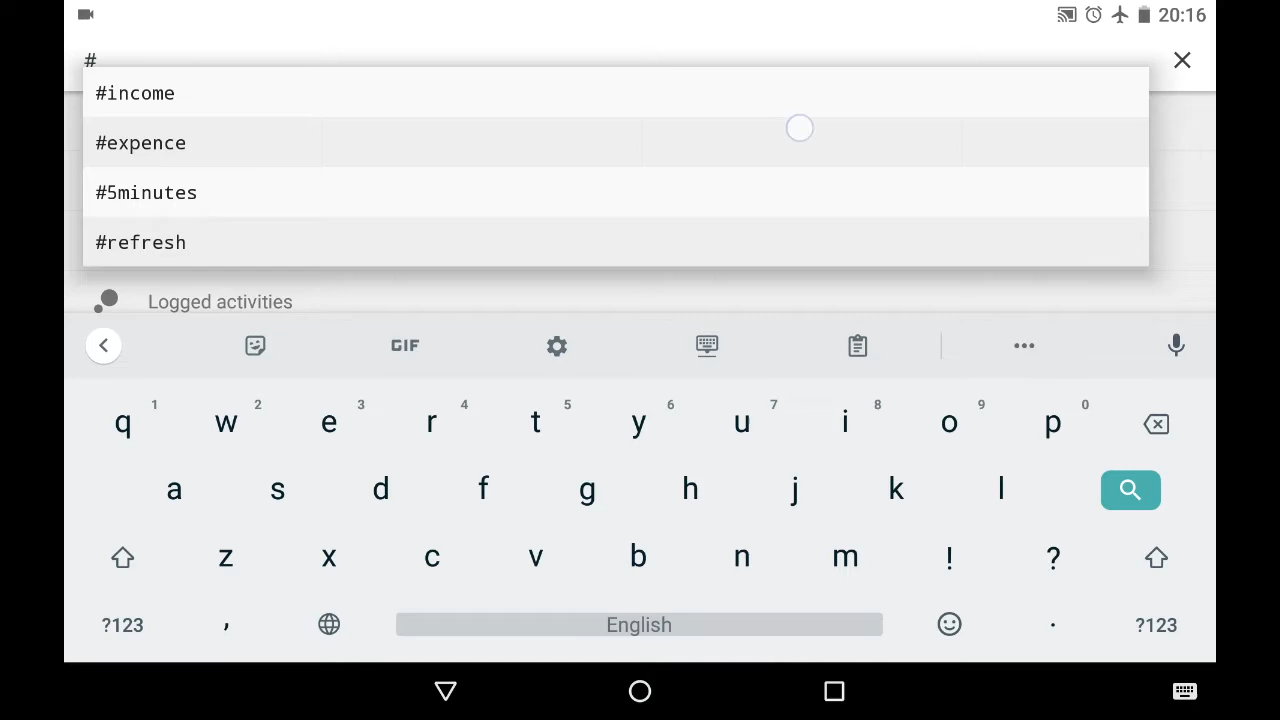 20:16
#
#income
#expence
#5minutes
#refresh
Logged activities
GIF
q 1 w 2 e 3 r 4 t 5 y 6 u 7 i 8 o 9 p 0
a s d f g h j k l
z x c v b n m ! ?
?123 , English . ?123